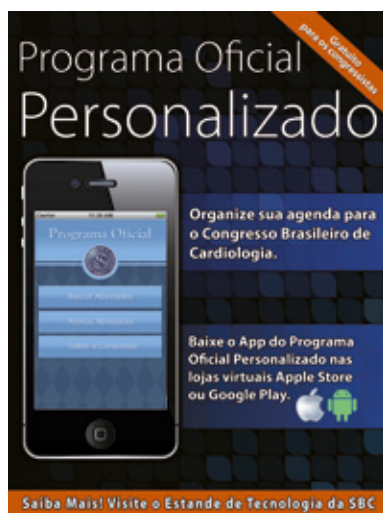 Gratuito
para os congressistas
Programa Oficial
Personalizado
Organize sua agenda para
o Congresso Brasileiro de
Cardiologia.
Programa Oficial
Baixe o App do Programa
Oficial Personalizado nas
lojas virtuais Apple Store
ou Google Play.
Saiba Mais! Visite o Estande de Tecnologia da SBC